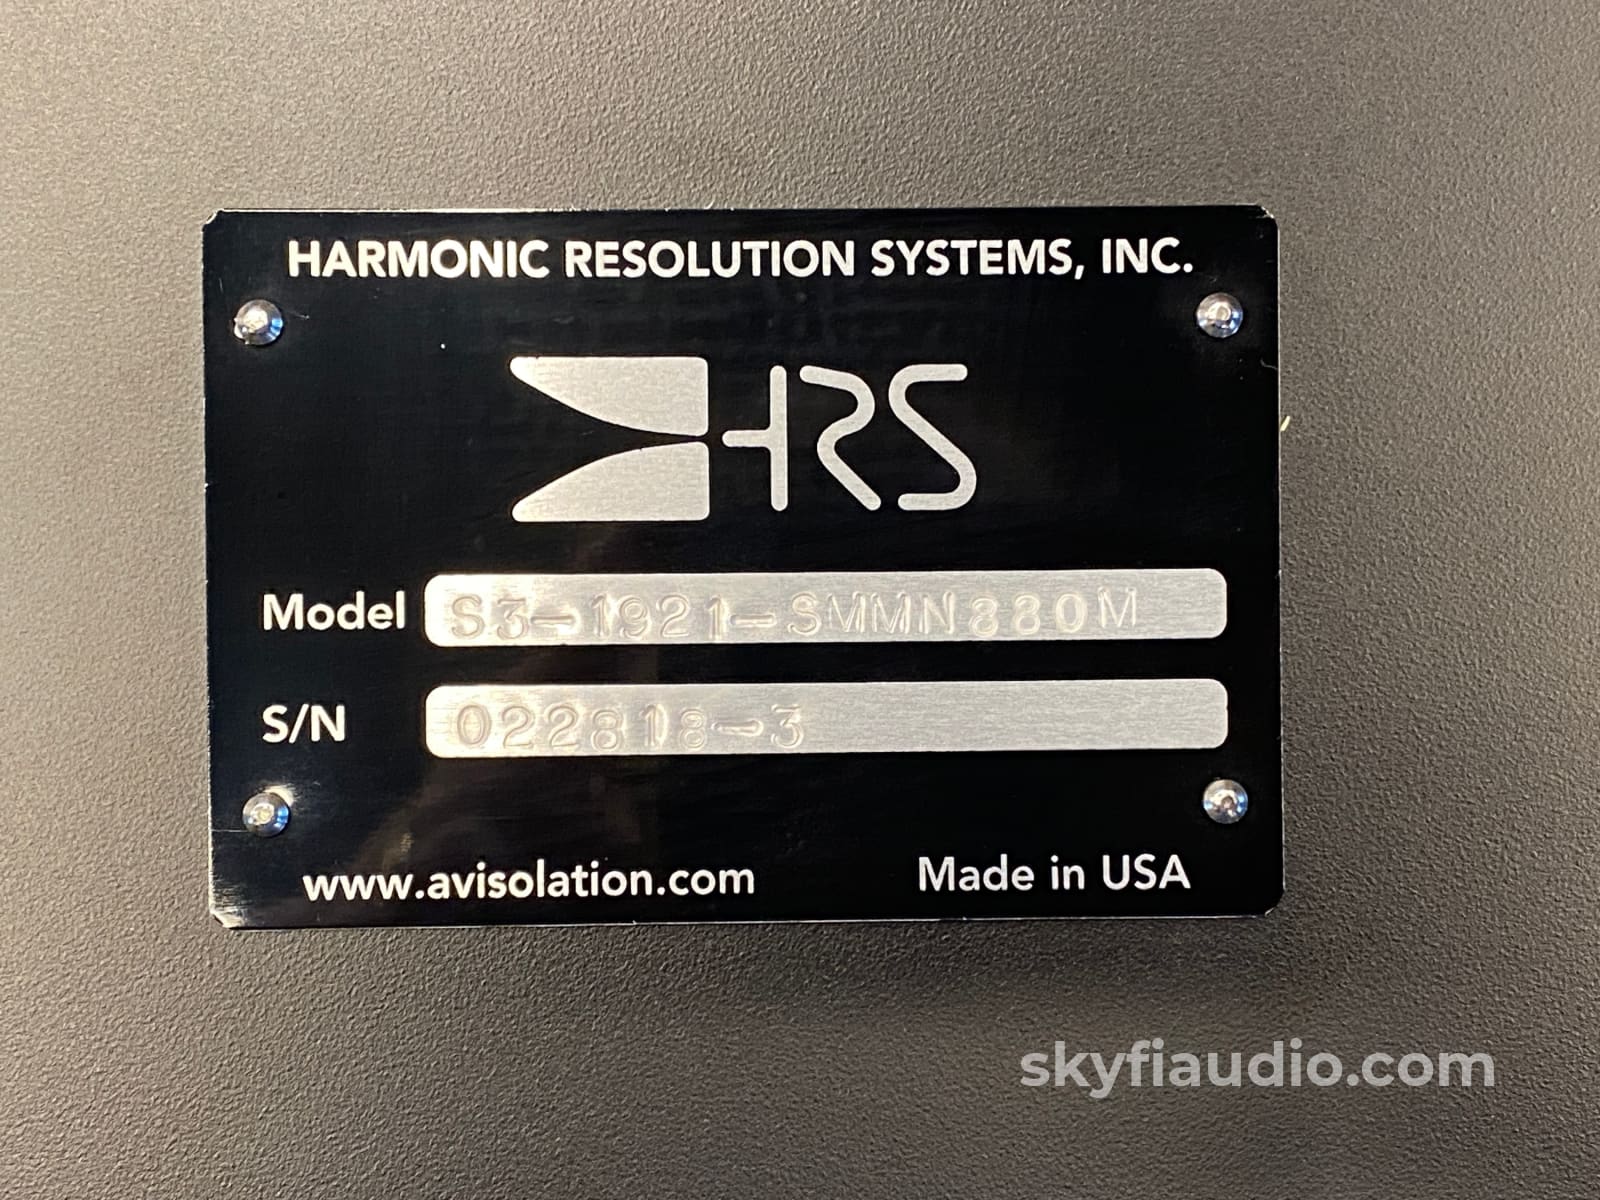 HARMONIC RESOLUTION SYSTEMS, INC.
HRS
Model S3-1921-SMMN880M
S/N 022818-3
www.avisolation.com Made in USA
skyfiaudio.com